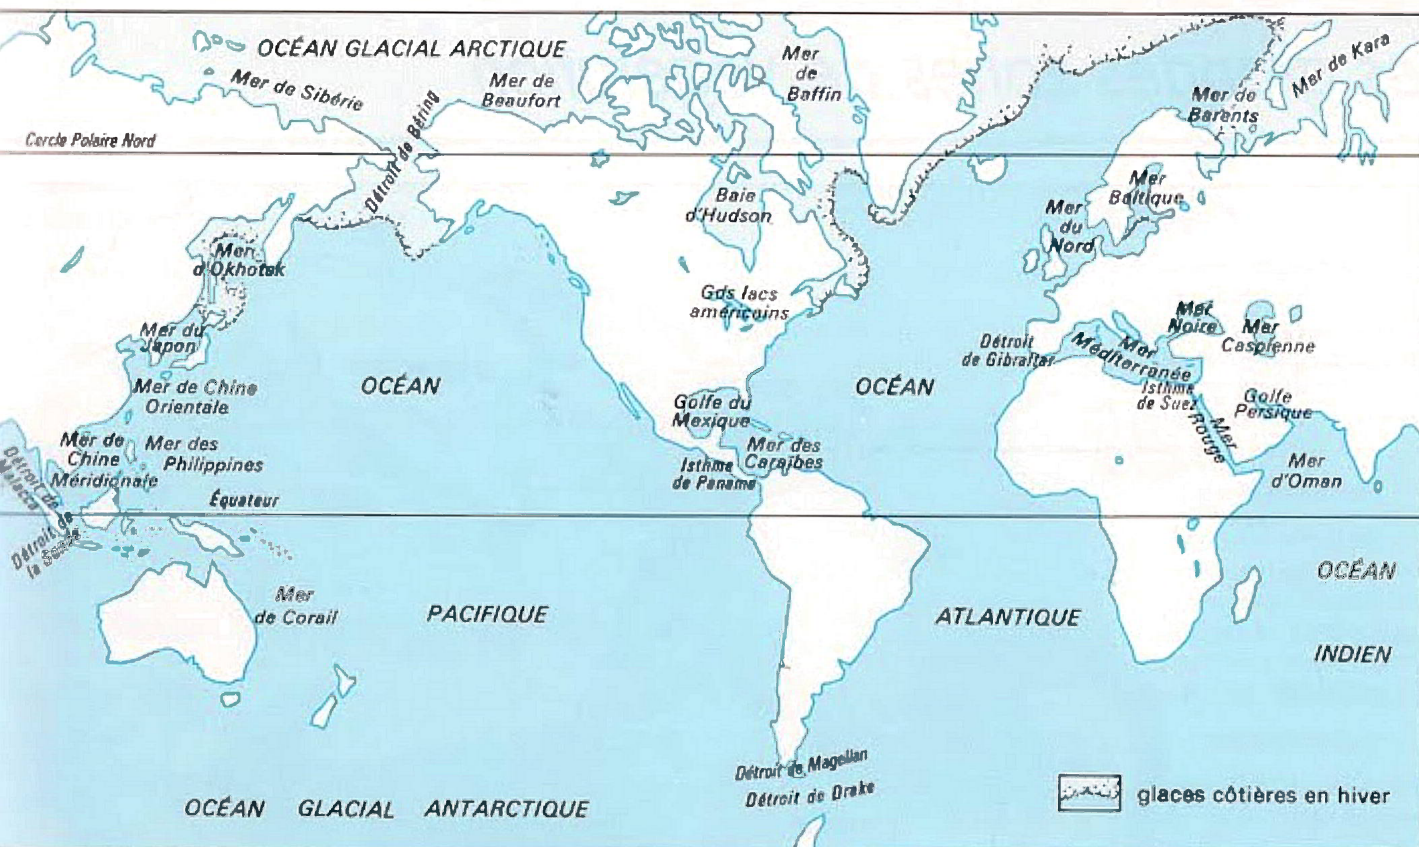 OCÉAN GLACIAL ARCTIQUE
Mer de Sibérie
Mer de
Beaufort
Mer
de
Baffin
Mer de Kara
Mer de
Barents
Cercle Polaire Nord
Détroit de Béring
Baie
d'Hudson
Mer
Baltique
Mer
du
Nord
Mer
d'Okhotsk
Gds lacs
américains
Mer
Noire
Mer
Caspienne
Mer du
Japon
Détroit
de Gibraltar
Mer
Méditerranée
OCÉAN
OCÉAN
Mer de Chine
Orientale
Isthme
de Suez
Golfe
Persique
Golfe du
Mexique
Mer
Rouge
Mer de
Chine
Méridionale
Mer des
Philippines
Mer des
Caraïbes
Isthme
de Panama
Mer
d'Oman
Détroit de
Malacca
Équateur
Détroit de
la Sonde
OCÉAN
Mer
de Corail
PACIFIQUE
ATLANTIQUE
INDIEN
Détroit de Magellan
Détroit de Drake
OCÉAN GLACIAL ANTARCTIQUE
glaces côtières en hiver